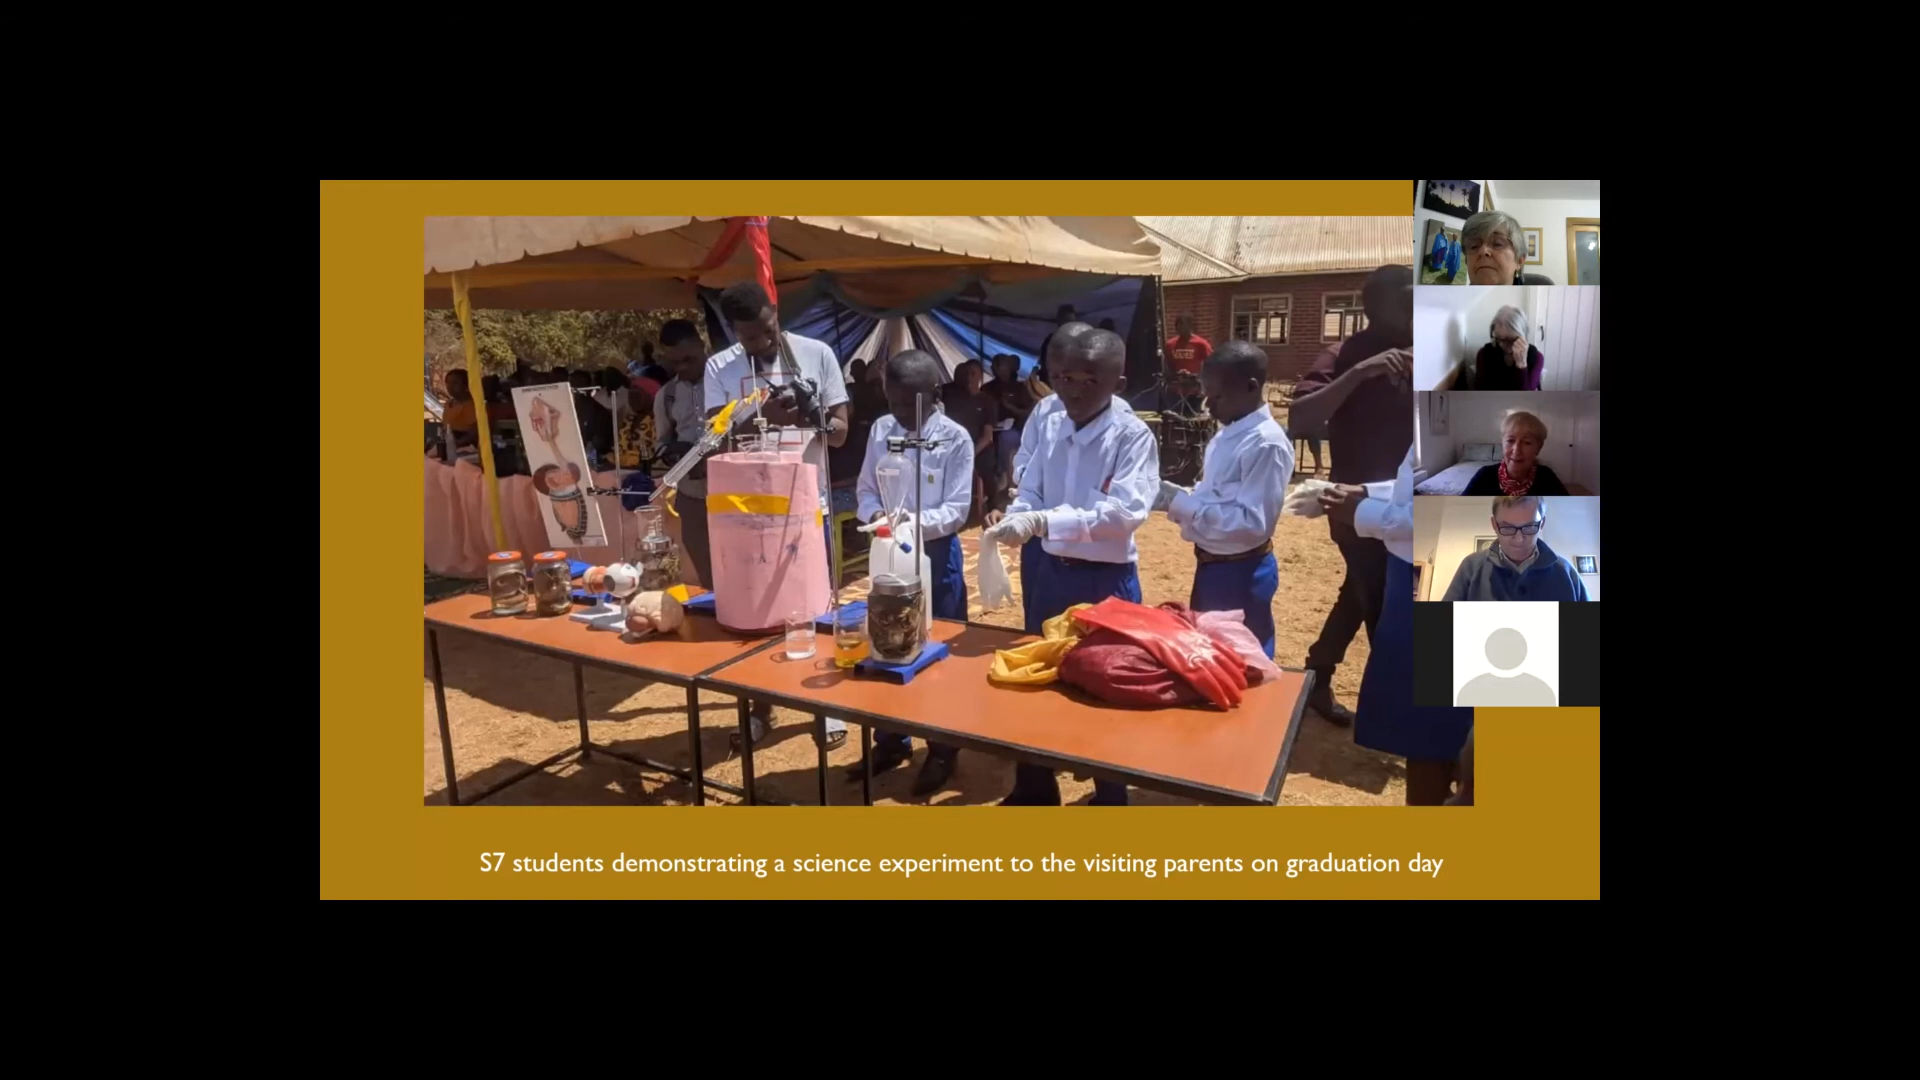 S7 students demonstrating a science experiment to the visiting parents on graduation day